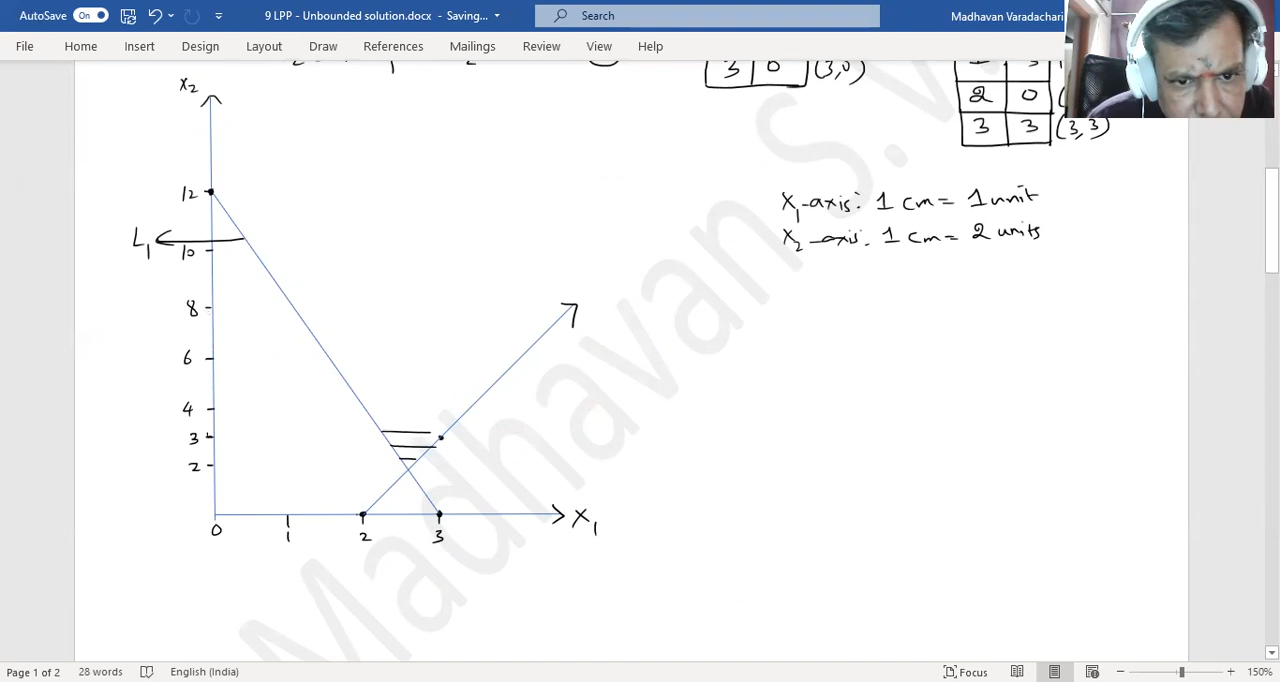 AutoSave On 9 LPP - Unbounded solution.docx - Saving... Search Madhavan Varadachari
File Home Insert Design Layout Draw References Mailings Review View Help
3 0 (3,0)
2 0
3 3 (3,3)
X2
12
L1
10
8
6
4
3
2
0 1 2 3 X1
X1-axis: 1 cm = 1 unit
X2-axis: 1 cm = 2 units
Madhavan S.V.
Page 1 of 2 28 words English (India) Focus 150%